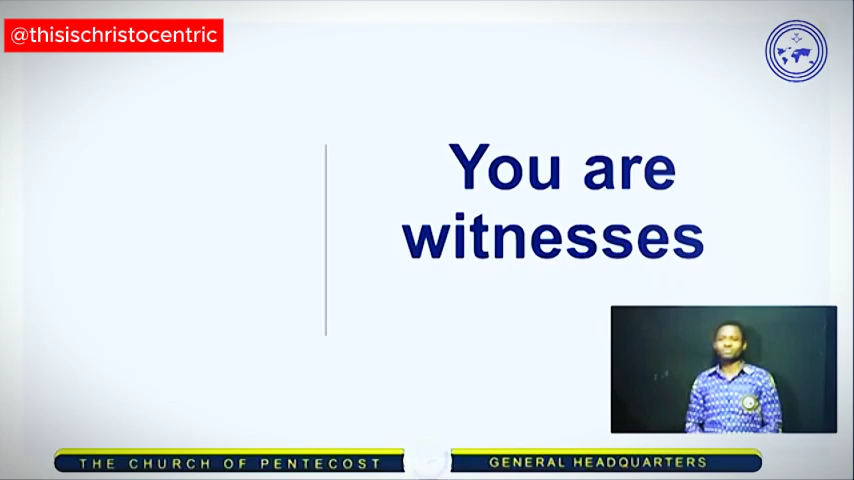 @thisischristocentric
You are
witnesses
THE CHURCH OF PENTECOST
GENERAL HEADQUARTERS